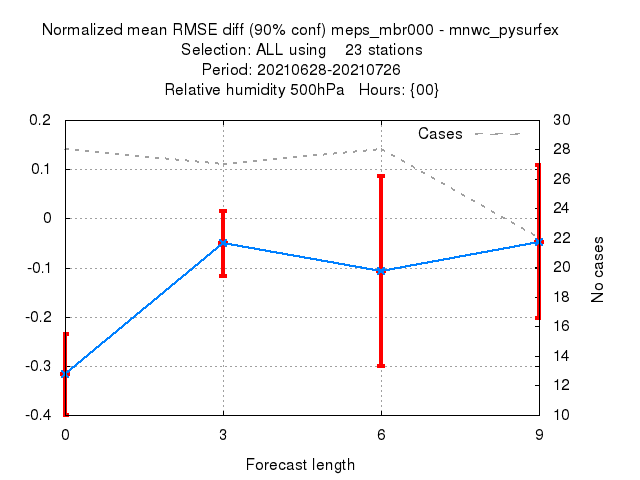 Normalized mean RMSE diff (90% conf) meps_mbr000 - mnwc_pysurfex
Selection: ALL using 23 stations
Period: 20210628-20210726
Relative humidity 500hPa Hours: {00}
0.2
0.1
0
-0.1
-0.2
-0.3
-0.4
Cases
30
28
26
24
22
20
18
16
14
12
10
No cases
0 3 6 9
Forecast length